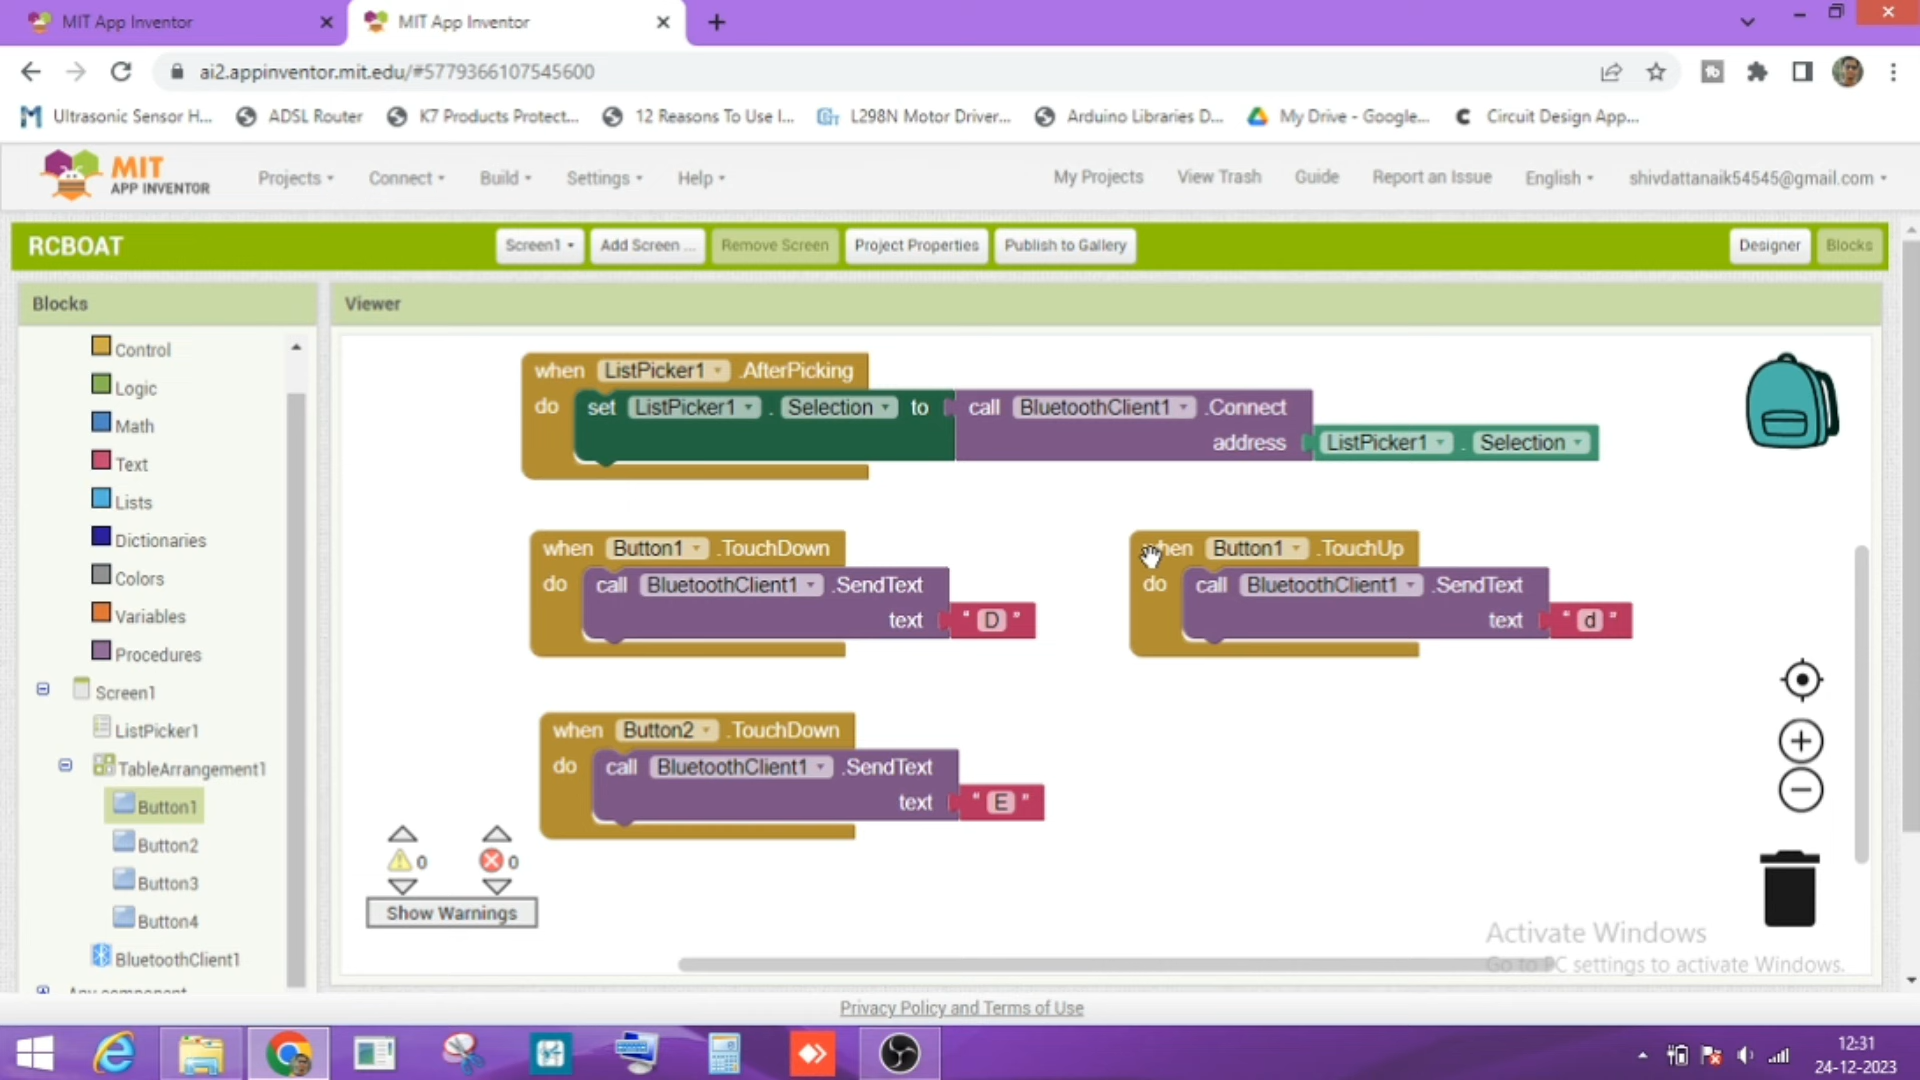 MIT App Inventor
MIT App Inventor
ai2.appinventor.mit.edu/#5779366107545600
Ultrasonic Sensor H... ADSL Router K7 Products Protect... 12 Reasons To Use I... L298N Motor Driver... Arduino Libraries D... My Drive - Google... Circuit Design App...
MIT
APP INVENTOR
Projects Connect Build Settings Help My Projects View Trash Guide Report an Issue English shivdattanaik54545@gmail.com
RCBOAT Screen1 Add Screen ... Remove Screen Project Properties Publish to Gallery Designer Blocks
Blocks Viewer
Control
Logic
Math
Text
Lists
Dictionaries
Colors
Variables
Procedures
Screen1
ListPicker1
TableArrangement1
Button1
Button2
Button3
Button4
BluetoothClient1
Any component
when ListPicker1 .AfterPicking
do set ListPicker1 . Selection to call BluetoothClient1 .Connect
address ListPicker1 . Selection
when Button1 .TouchDown
do call BluetoothClient1 .SendText
text " D "
when Button1 .TouchUp
do call BluetoothClient1 .SendText
text " d "
when Button2 .TouchDown
do call BluetoothClient1 .SendText
text " E "
0 0
Show Warnings
Activate Windows
Go to PC settings to activate Windows.
Privacy Policy and Terms of Use
12:31
24-12-2023